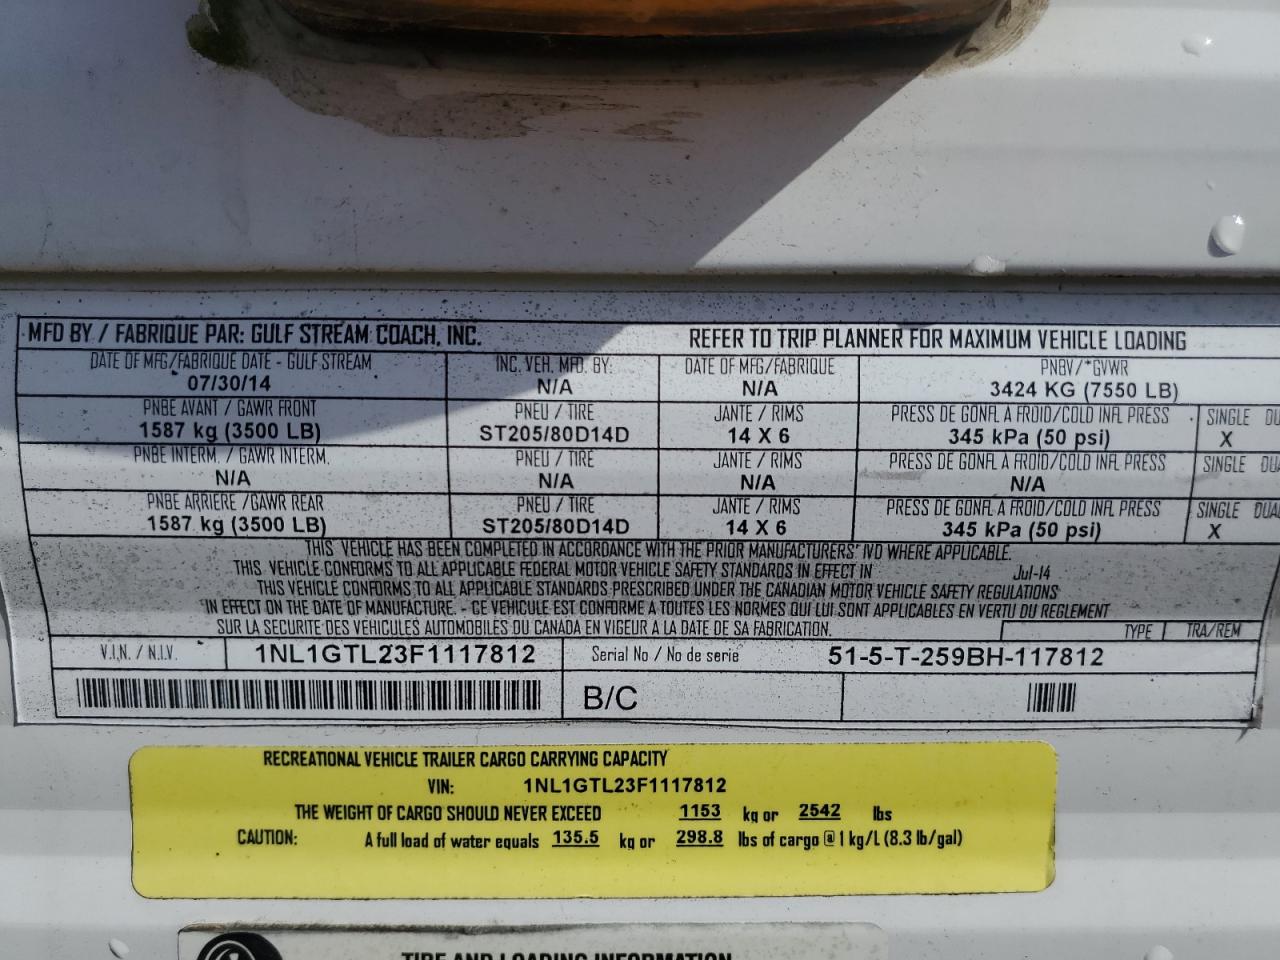 MFD BY / FABRIQUE PAR: GULF STREAM COACH, INC. REFER TO TRIP PLANNER FOR MAXIMUM VEHICLE LOADING
DATE OF MFG/FABRIQUE DATE - GULF STREAM INC. VEH. MFD. BY: DATE OF MFG/FABRIQUE PNBV/*GVWR
07/30/14 N/A N/A 3424 KG (7550 LB)
PNBE AVANT / GAWR FRONT PNEU / TIRE JANTE / RIMS PRESS DE GONFL A FROID/COLD INFL PRESS SINGLE DU
1587 kg (3500 LB) ST205/80D14D 14 X 6 345 kPa (50 psi) X
PNBE INTERM. / GAWR INTERM. PNEU / TIRE JANTE / RIMS PRESS DE GONFL A FROID/COLD INFL PRESS SINGLE DUA
N/A N/A N/A N/A
PNBE ARRIERE /GAWR REAR PNEU / TIRE JANTE / RIMS PRESS DE GONFL A FROID/COLD INFL PRESS SINGLE DUAL
1587 kg (3500 LB) ST205/80D14D 14 X 6 345 kPa (50 psi) X
THIS VEHICLE HAS BEEN COMPLETED IN ACCORDANCE WITH THE PRIOR MANUFACTURERS' IVD WHERE APPLICABLE.
THIS VEHICLE CONFORMS TO ALL APPLICABLE FEDERAL MOTOR VEHICLE SAFETY STANDARDS IN EFFECT IN Jul-14
THIS VEHICLE CONFORMS TO ALL APPLICABLE STANDARDS PRESCRIBED UNDER THE CANADIAN MOTOR VEHICLE SAFETY REGULATIONS
IN EFFECT ON THE DATE OF MANUFACTURE. - CE VEHICULE EST CONFORME A TOUTES LES NORMES QUI LUI SONT APPLICABLES EN VERTU DU REGLEMENT
SUR LA SECURITE DES VEHICULES AUTOMOBILES DU CANADA EN VIGEUR A LA DATE DE SA FABRICATION. TYPE TRA/REM
V.I.N. / N.I.V. 1NL1GTL23F1117812 Serial No / No de serie 51-5-T-259BH-117812
B/C
RECREATIONAL VEHICLE TRAILER CARGO CARRYING CAPACITY
VIN: 1NL1GTL23F1117812
THE WEIGHT OF CARGO SHOULD NEVER EXCEED 1153 kg or 2542 lbs
CAUTION: A full load of water equals 135.5 kg or 298.8 lbs of cargo @ 1 kg/L (8.3 lb/gal)
TIRE AND LOADING INFORMATION